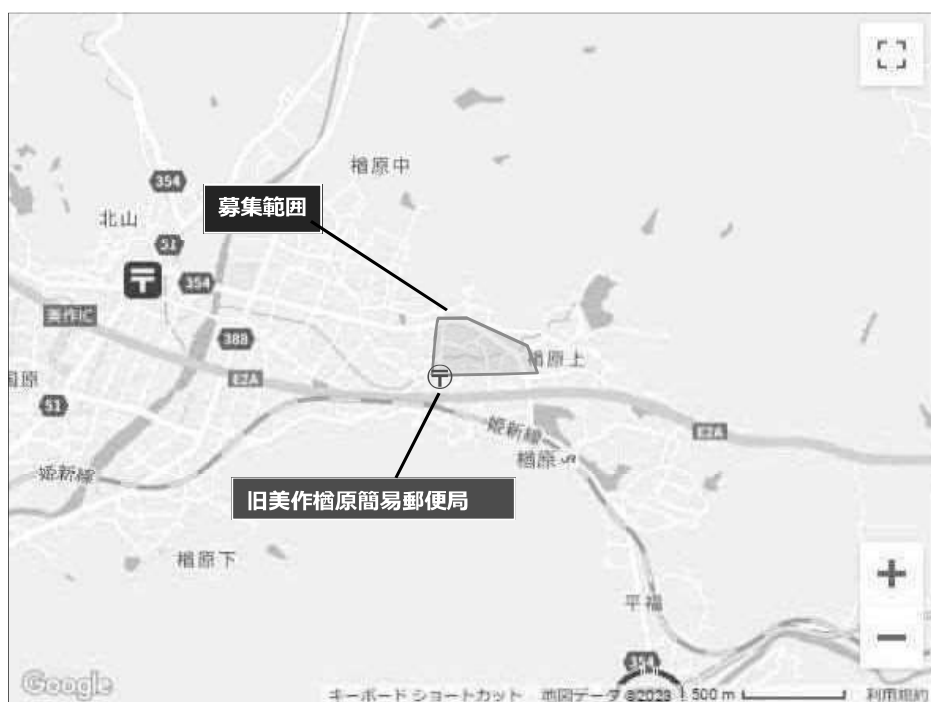 楢原中
354
募集範囲
北山
51
354
美作IC
388
楢原上
E2A
51
姫新線
E2A
楢原
姫新線
旧美作楢原簡易郵便局
楢原下
平福
354
Google
キーボード ショートカット 地図データ ©2023 500 m 利用規約